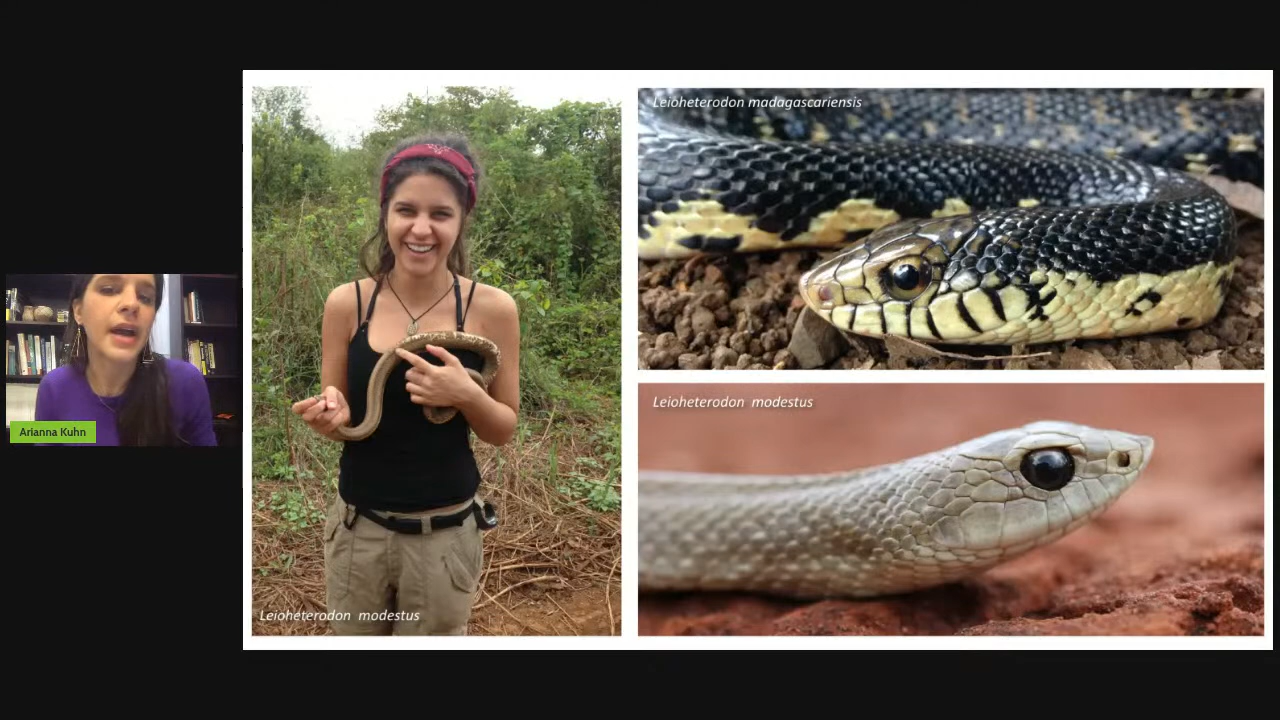 Arianna Kuhn
Leioheterodon modestus
Leioheterodon madagascariensis
Leioheterodon modestus